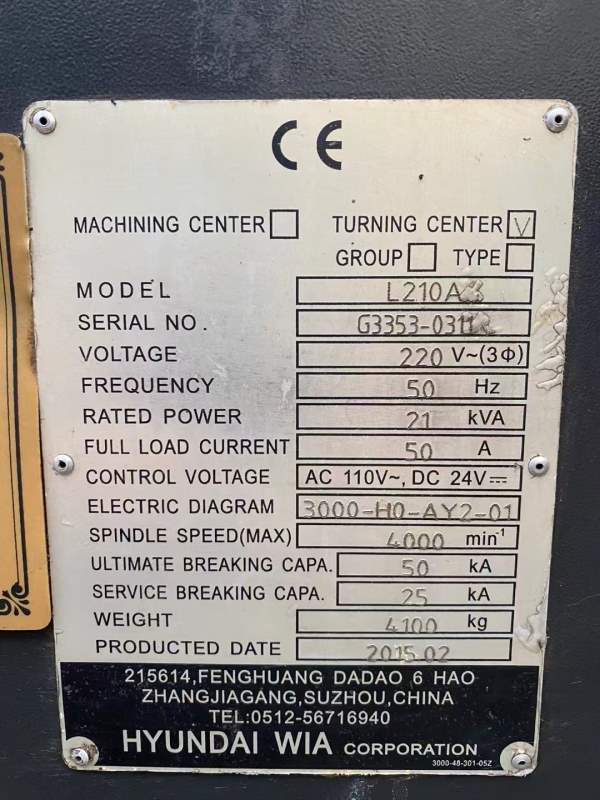 CE
MACHINING CENTER TURNING CENTER V
GROUP TYPE
MODEL
SERIAL NO.
VOLTAGE 220 V~(3Φ)
FREQUENCY 50 Hz
RATED POWER 21 kVA
FULL LOAD CURRENT 50 A
CONTROL VOLTAGE AC 110V~, DC 24V⎓
ELECTRIC DIAGRAM 3000-H0-AY2-01
SPINDLE SPEED(MAX) 4000 min⁻¹
ULTIMATE BREAKING CAPA. 50 kA
SERVICE BREAKING CAPA. 25 kA
WEIGHT 4100 kg
PRODUCTED DATE 2015.02
215614,FENGHUANG DADAO 6 HAO
ZHANGJIAGANG,SUZHOU,CHINA
TEL:0512-56716940
HYUNDAI WIA CORPORATION
3000-48-301-05Z